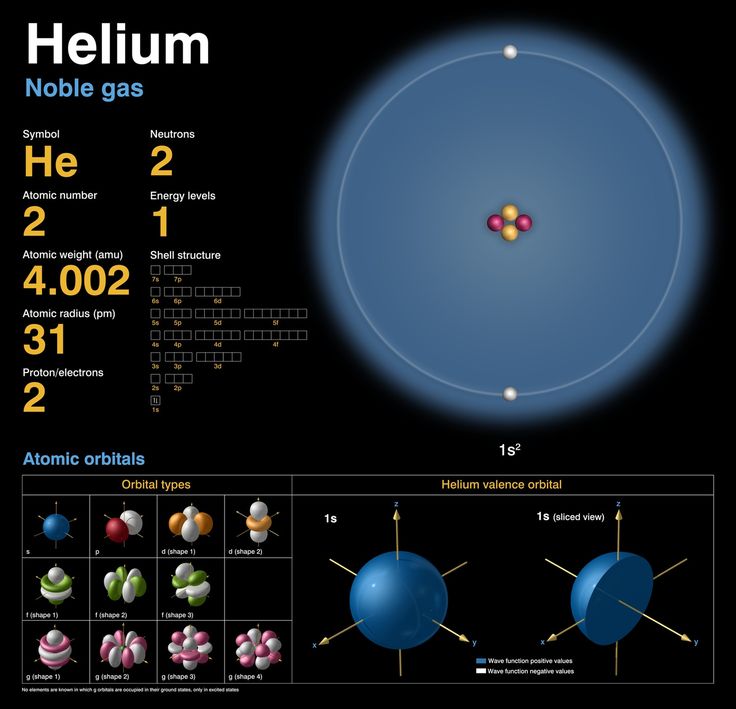 Helium
Noble gas
Symbol
He
Neutrons
2
Atomic number
2
Energy levels
1
Atomic weight (amu)
4.002
Shell structure
7s 7p
6s 6p 6d
5s 5p 5d 5f
4s 4p 4d 4f
3s 3p 3d
2s 2p
1s
Atomic radius (pm)
31
Proton/electrons
2
1s²
Atomic orbitals
Orbital types
Helium valence orbital
s
p
d (shape 1)
d (shape 2)
f (shape 1)
f (shape 2)
f (shape 3)
g (shape 1)
g (shape 2)
g (shape 3)
g (shape 4)
1s
z
x
y
1s (sliced view)
z
x
y
Wave function positive values
Wave function negative values
No elements are known in which g orbitals are occupied in their ground states, only in excited states